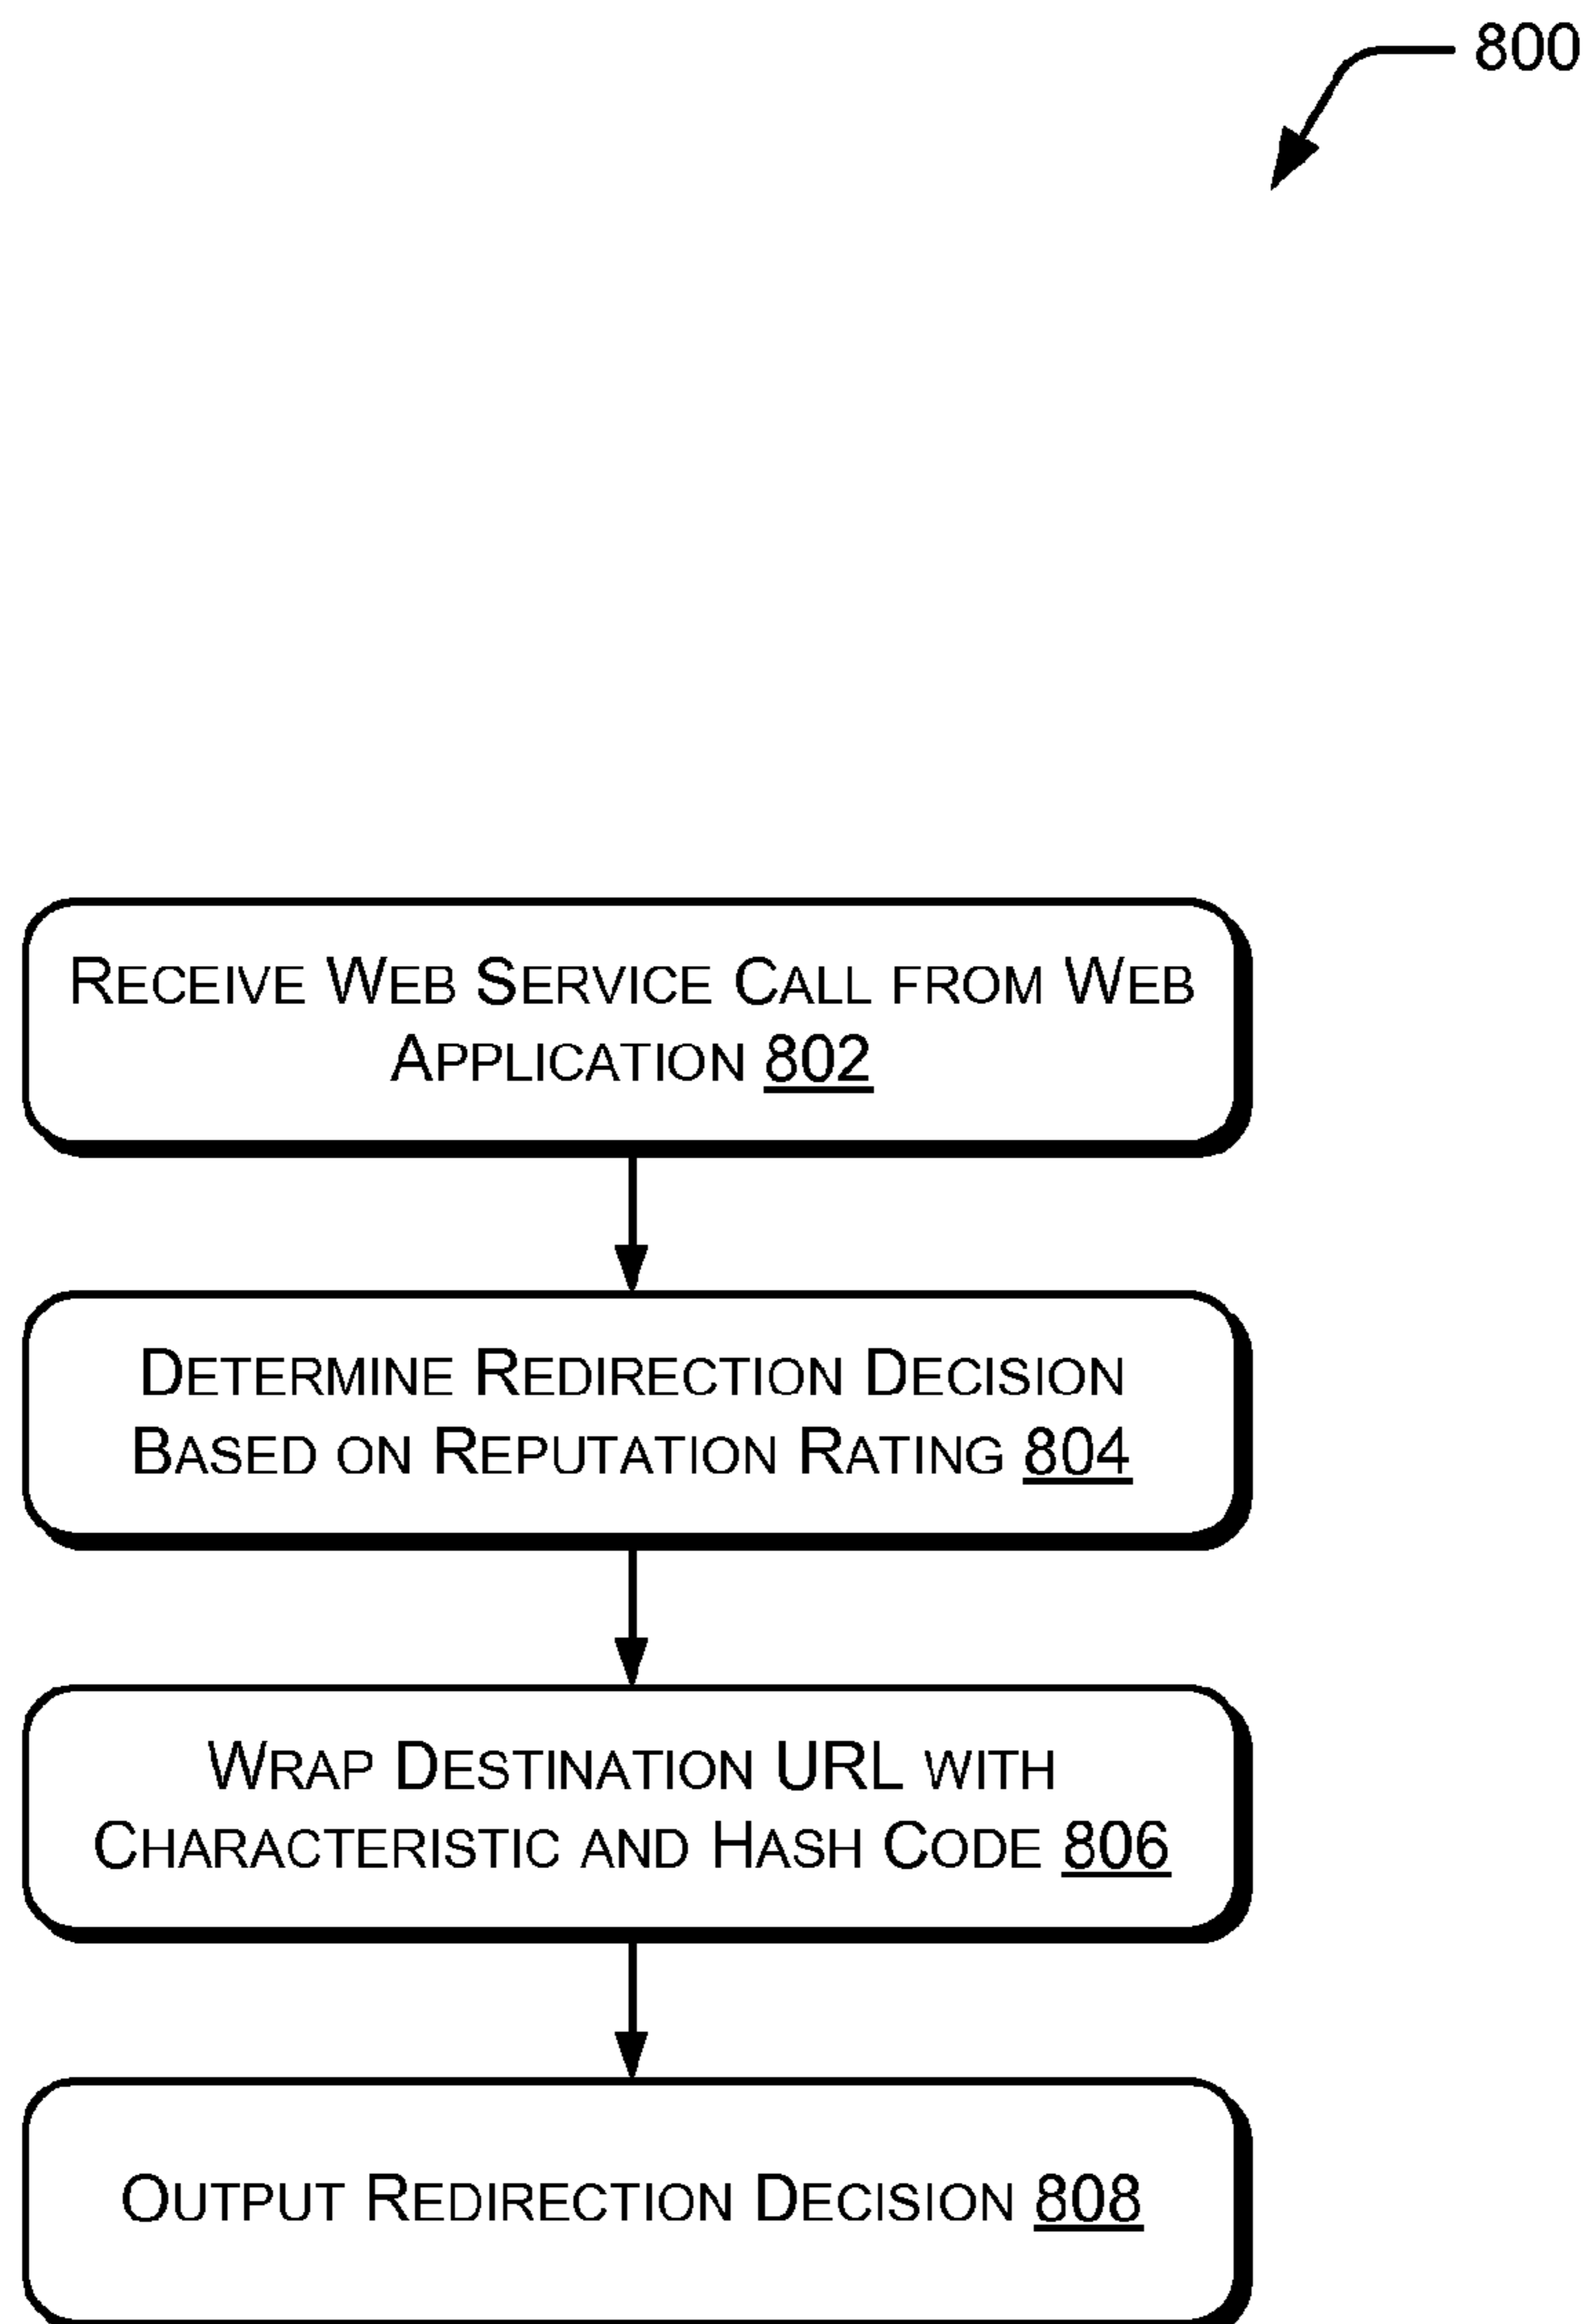 800
RECEIVE WEB SERVICE CALL FROM WEB
APPLICATION 802
DETERMINE REDIRECTION DECISION
BASED ON REPUTATION RATING 804
WRAP DESTINATION URL WITH
CHARACTERISTIC AND HASH CODE 806
OUTPUT REDIRECTION DECISION 808